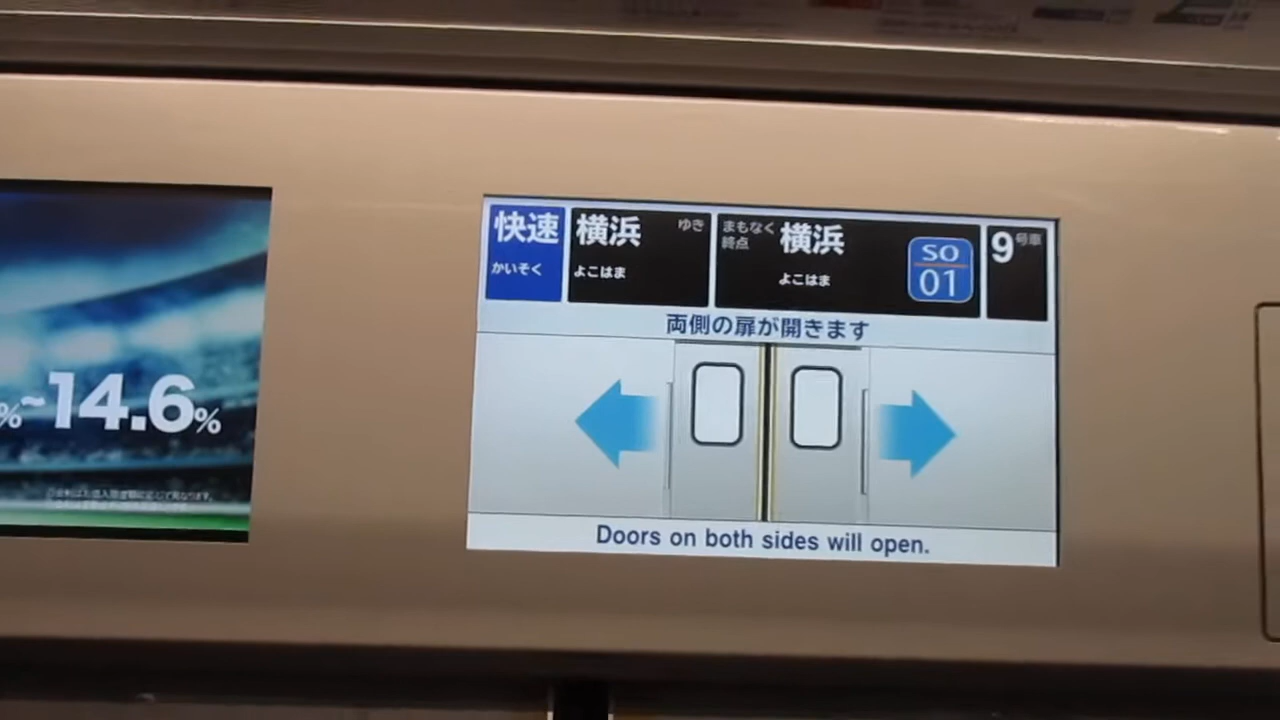 %~14.6%
快速
かいそく
横浜 ゆき
よこはま
まもなく
終点
横浜
よこはま
SO
01
9号車
両側の扉が開きます
Doors on both sides will open.